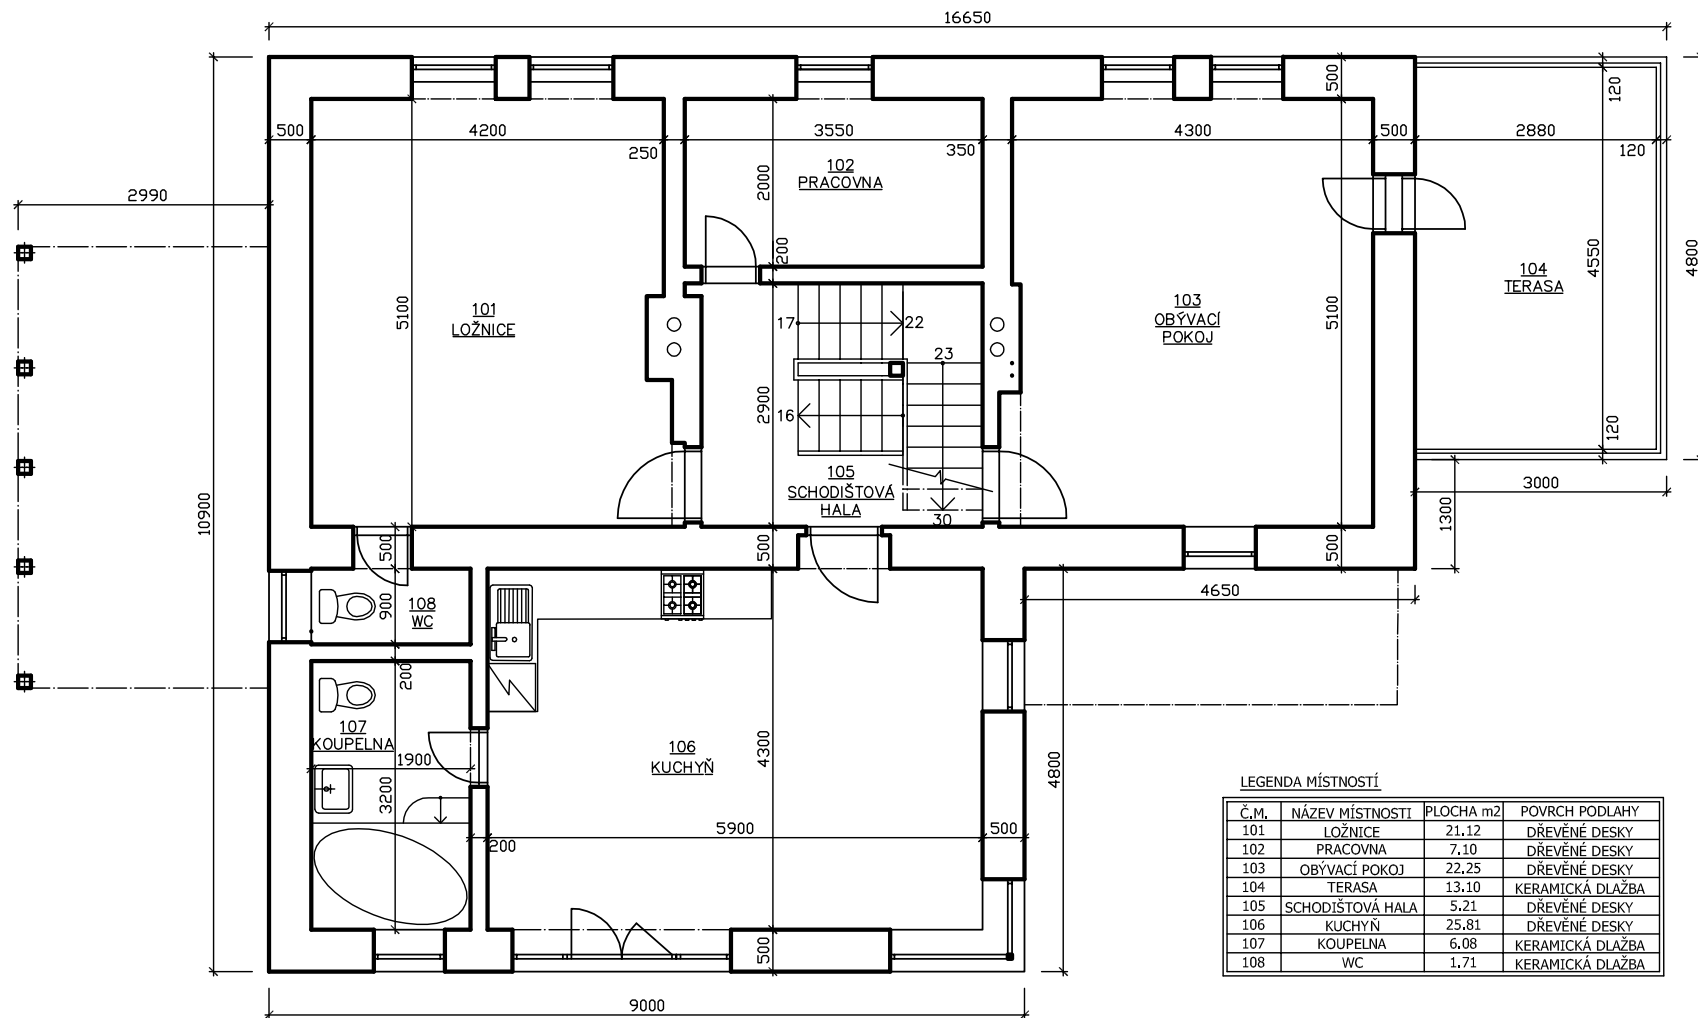 16650
500
4200
250
3550
350
4300
500
500
2880
120
120
2990
102
PRACOVNA
2000
200
4550
4800
104
TERASA
101
LOŽNICE
5100
103
OBÝVACÍ
POKOJ
5100
17
22
23
16
2900
105
SCHODIŠTOVÁ
HALA
30
120
3000
1300
10900
500
500
500
108
WC
900
200
4650
107
KOUPELNA
1900
3200
106
KUCHYŇ
4300
4800
5900
500
200
500
9000
LEGENDA MÍSTNOSTÍ
Č.M. NÁZEV MÍSTNOSTI PLOCHA m2 POVRCH PODLAHY
101 LOŽNICE 21.12 DŘEVĚNÉ DESKY
102 PRACOVNA 7.10 DŘEVĚNÉ DESKY
103 OBÝVACÍ POKOJ 22.25 DŘEVĚNÉ DESKY
104 TERASA 13.10 KERAMICKÁ DLAŽBA
105 SCHODIŠTOVÁ HALA 5.21 DŘEVĚNÉ DESKY
106 KUCHYŇ 25.81 DŘEVĚNÉ DESKY
107 KOUPELNA 6.08 KERAMICKÁ DLAŽBA
108 WC 1.71 KERAMICKÁ DLAŽBA